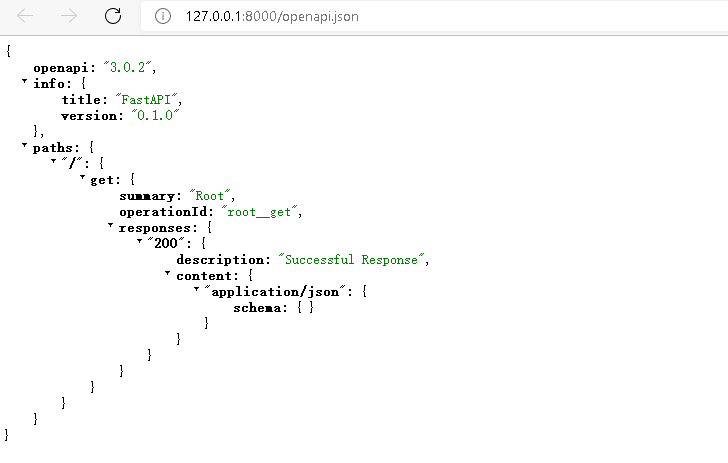 127.0.0.1:8000/openapi.json
{
openapi: "3.0.2",
info: {
title: "FastAPI",
version: "0.1.0"
},
paths: {
"/": {
get: {
summary: "Root",
operationId: "root__get",
responses: {
"200": {
description: "Successful Response",
content: {
"application/json": {
schema: { }
}
}
}
}
}
}
}
}